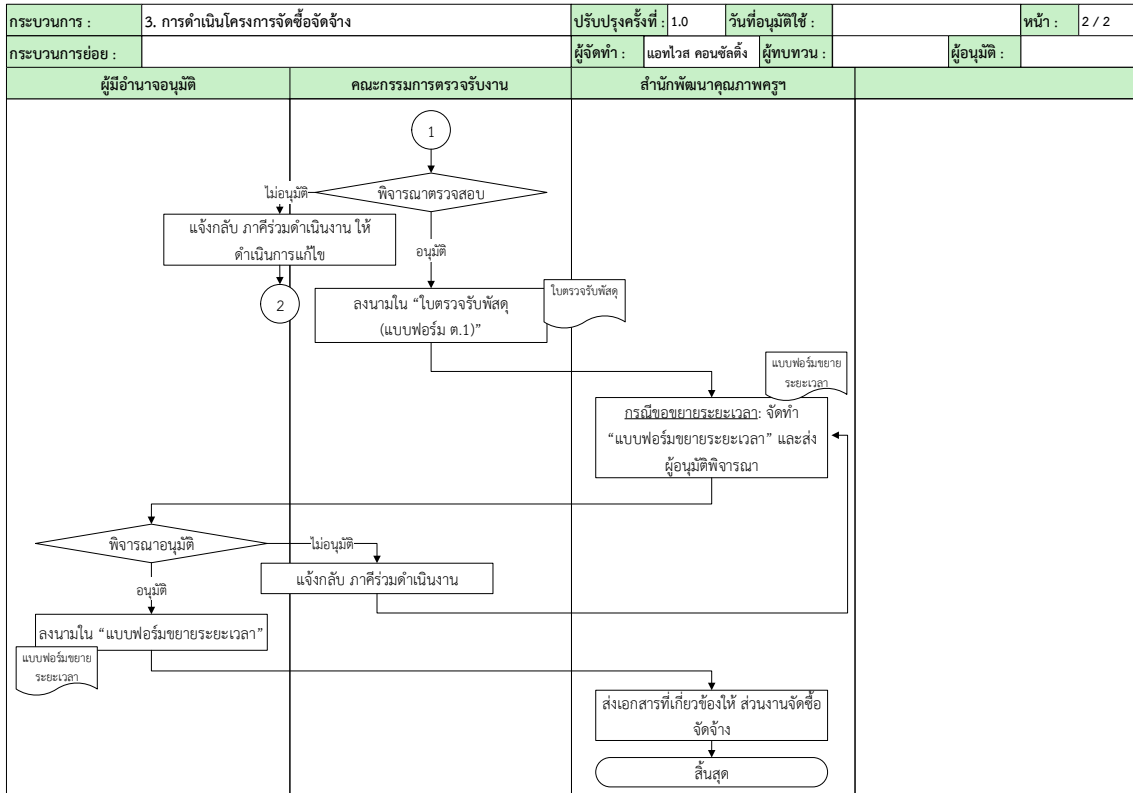 กระบวนการ : 3. การดำเนินโครงการจัดซื้อจัดจ้าง ปรับปรุงครั้งที่ : 1.0 วันที่อนุมัติใช้ : หน้า : 2 / 2
กระบวนการย่อย : ผู้จัดทำ : แอทไวส คอนซัลติ้ง ผู้ทบทวน : ผู้อนุมัติ :
ผู้มีอำนาจอนุมัติ คณะกรรมการตรวจรับงาน สำนักพัฒนาคุณภาพครูฯ
1
พิจารณาตรวจสอบ
ไม่อนุมัติ
แจ้งกลับ ภาคีร่วมดำเนินงาน ให้
ดำเนินการแก้ไข
อนุมัติ
2
ลงนามใน “ใบตรวจรับพัสดุ
(แบบฟอร์ม ต.1)”
ใบตรวจรับพัสดุ
แบบฟอร์มขยาย
ระยะเวลา
กรณีขอขยายระยะเวลา: จัดทำ
“แบบฟอร์มขยายระยะเวลา” และส่ง
ผู้อนุมัติพิจารณา
พิจารณาอนุมัติ
ไม่อนุมัติ
แจ้งกลับ ภาคีร่วมดำเนินงาน
อนุมัติ
ลงนามใน “แบบฟอร์มขยายระยะเวลา”
แบบฟอร์มขยาย
ระยะเวลา
ส่งเอกสารที่เกี่ยวข้องให้ ส่วนงานจัดซื้อ
จัดจ้าง
สิ้นสุด